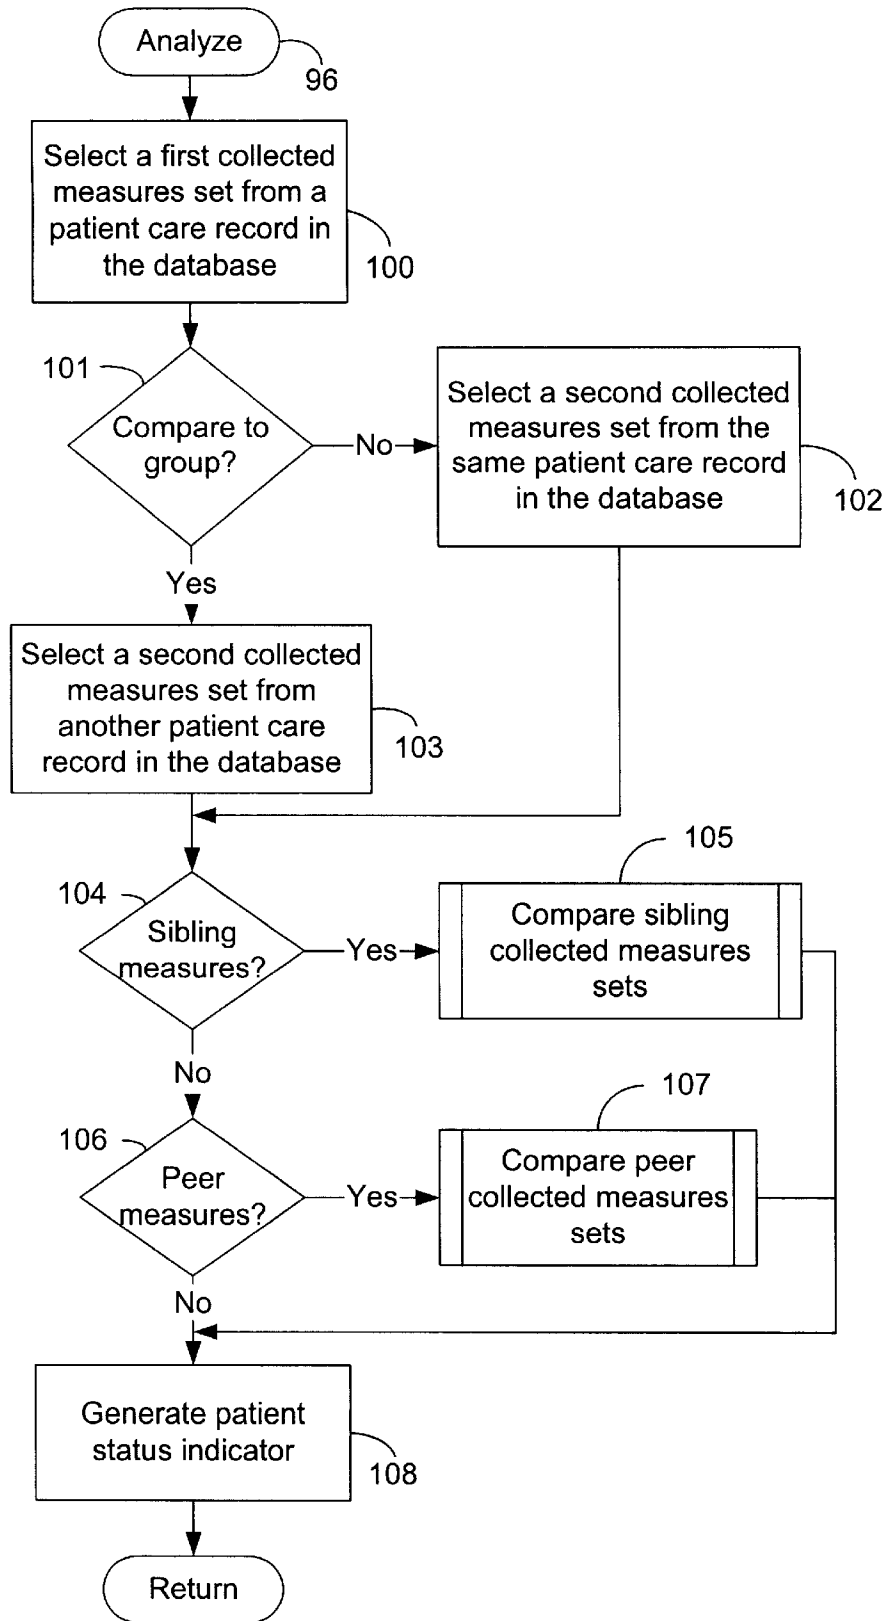 Analyze
96
Select a first collected
measures set from a
patient care record in
the database
100
101
Compare to
group?
No
Select a second collected
measures set from the
same patient care record
in the database
102
Yes
Select a second collected
measures set from
another patient care
record in the database
103
104
Sibling
measures?
Yes
105
Compare sibling
collected measures
sets
No
106
Peer
measures?
Yes
107
Compare peer
collected measures
sets
No
Generate patient
status indicator
108
Return